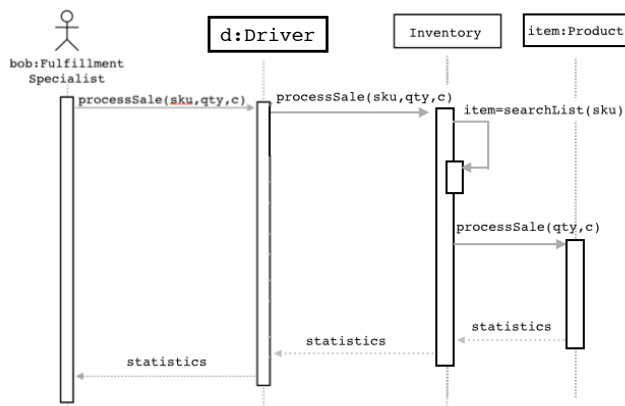 d:Driver
Inventory
item:Product
bob:Fulfillment
Specialist
processSale(sku,qty,c)
processSale(sku,qty,c)
item=searchList(sku)
processSale(qty,c)
statistics
statistics
statistics